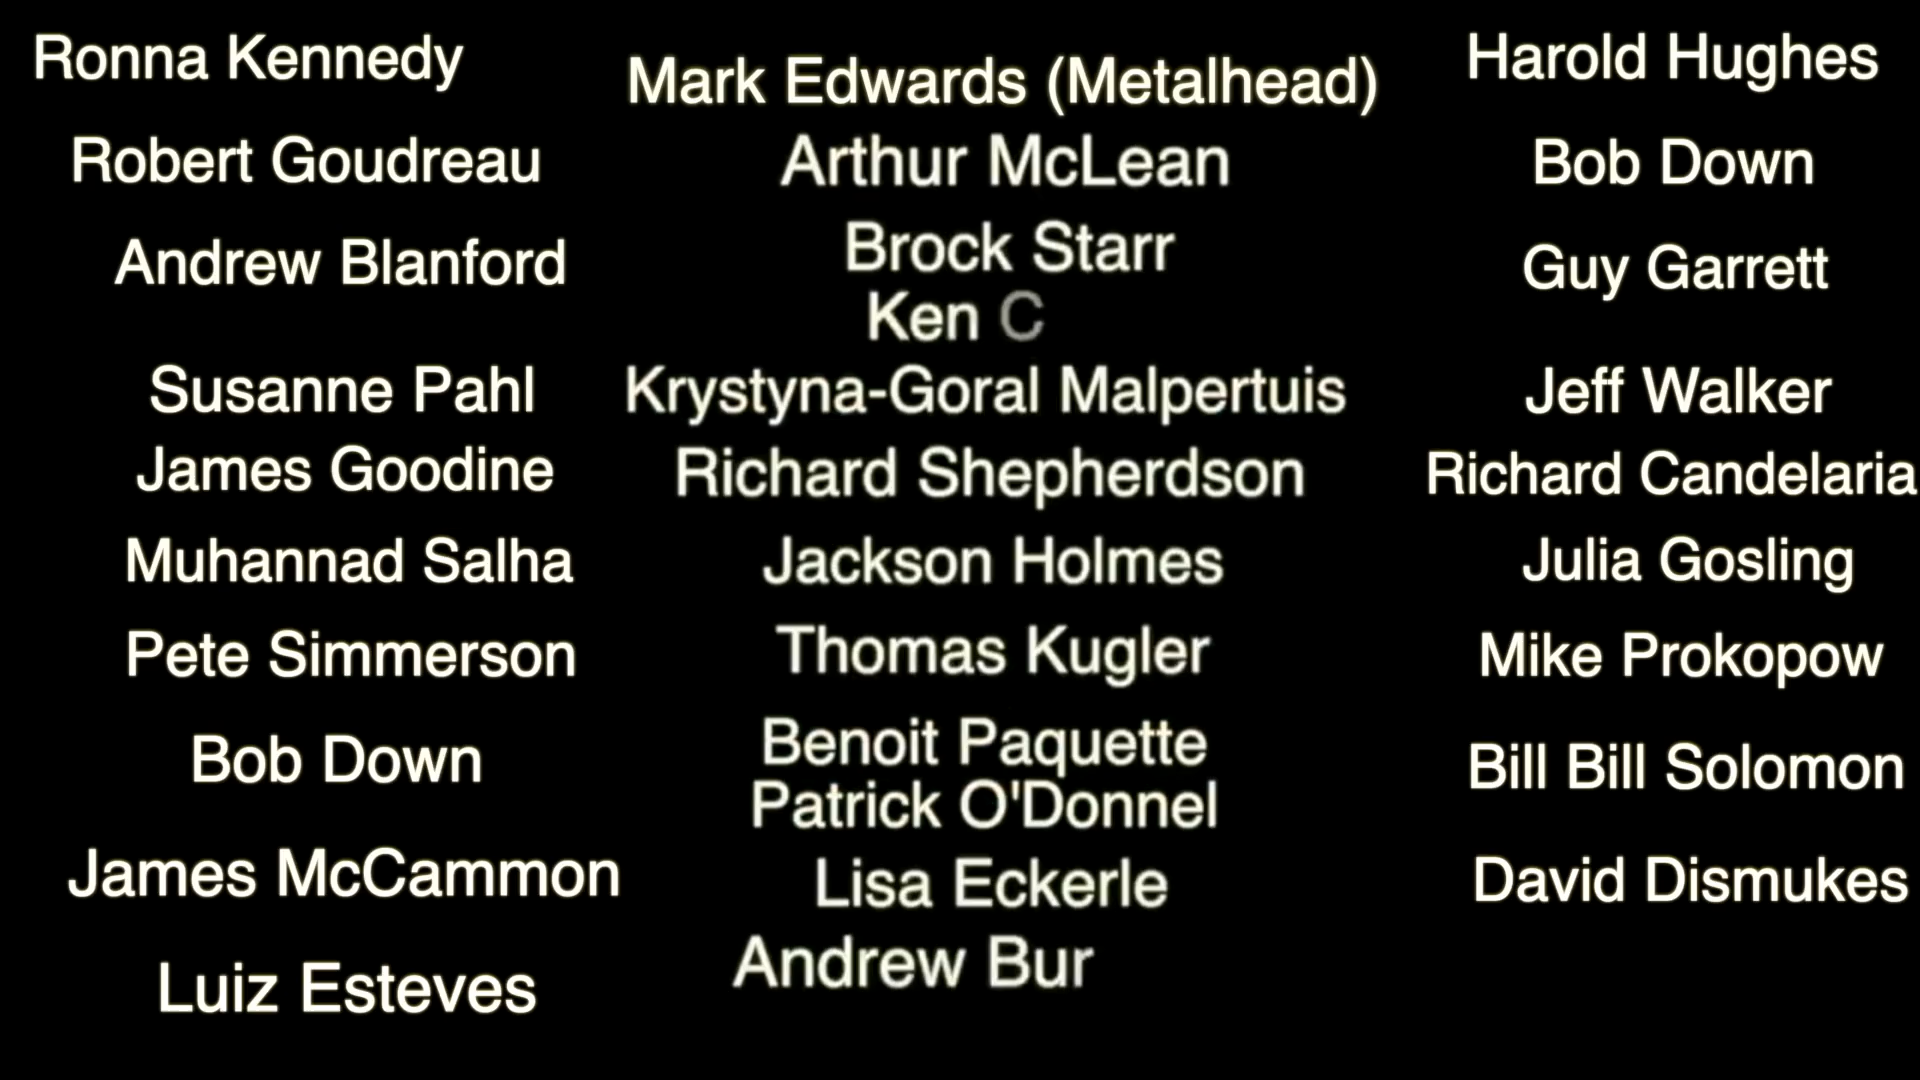 Ronna Kennedy
Robert Goudreau
Andrew Blanford
Susanne Pahl
James Goodine
Muhannad Salha
Pete Simmerson
Bob Down
James McCammon
Luiz Esteves
Mark Edwards (Metalhead)
Arthur McLean
Brock Starr
Ken C
Krystyna-Goral Malpertuis
Richard Shepherdson
Jackson Holmes
Thomas Kugler
Benoit Paquette
Patrick O'Donnel
Lisa Eckerle
Andrew Bur
Harold Hughes
Bob Down
Guy Garrett
Jeff Walker
Richard Candelaria
Julia Gosling
Mike Prokopow
Bill Bill Solomon
David Dismukes